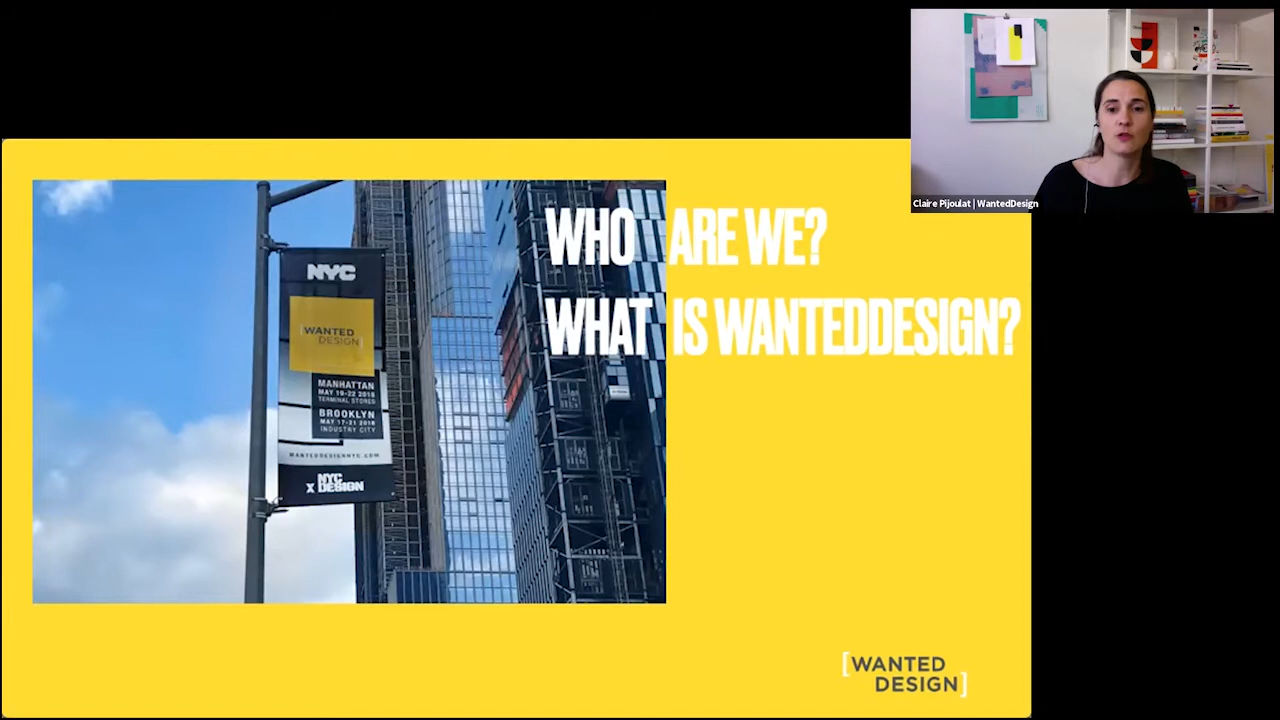 Claire Pijoulat | WantedDesign
WHO ARE WE?
WHAT IS WANTEDDESIGN?
NYC
[WANTED
DESIGN]
MANHATTAN
MAY 19-22 2018
TERMINAL STORES
BROOKLYN
MAY 17-21 2018
INDUSTRY CITY
WANTEDDESIGNNYC.COM
NYC
X DESIGN
[WANTED
DESIGN]